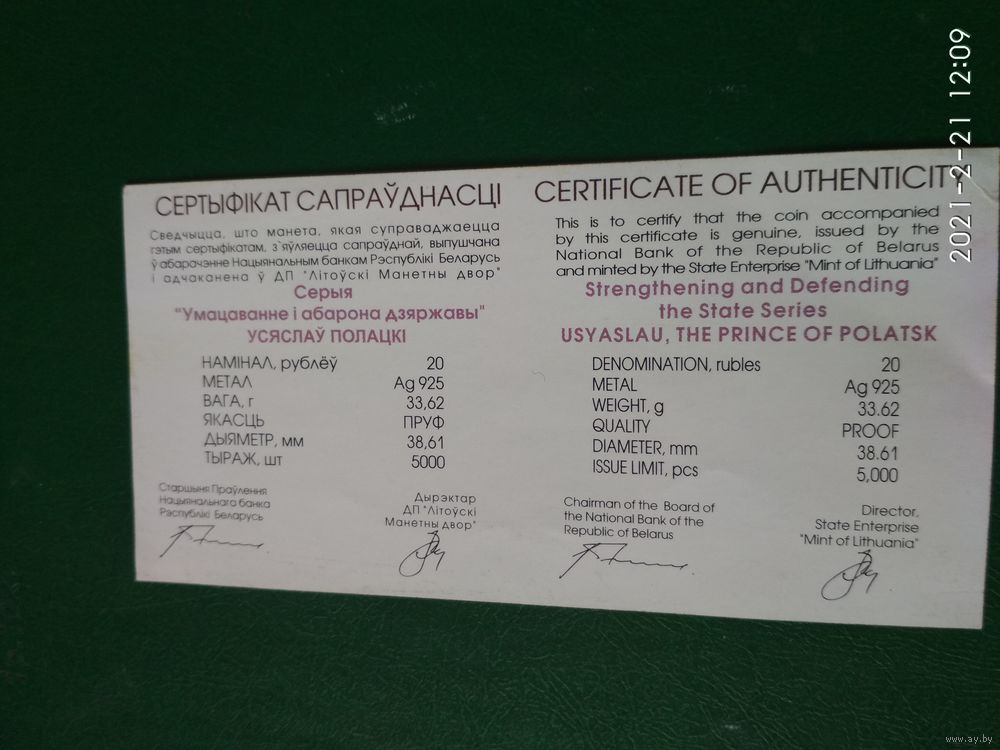 СЕРТЫФІКАТ САПРАЎДНАСЦІ
Сведчыцца, што манета, якая суправаджаецца
гэтым сертыфікатам, з'яўляецца сапраўднай, выпушчана
ў абарачэнне Нацыянальным банкам Рэспублікі Беларусь
і адчаканена ў ДП "Літоўскі Манетны двор"
Серыя
"Умацаванне і абарона дзяржавы"
УСЯСЛАЎ ПОЛАЦКІ
НАМІНАЛ, рублёў 20
МЕТАЛ Ag 925
ВАГА, г 33,62
ЯКАСЦЬ ПРУФ
ДЫЯМЕТР, мм 38,61
ТЫРАЖ, шт 5000
Старшыня Праўлення
Нацыянальнага банка
Рэспублікі Беларусь
Дырэктар
ДП "Літоўскі
Манетны двор"
CERTIFICATE OF AUTHENTICITY
This is to certify that the coin accompanied
by this certificate is genuine, issued by the
National Bank of the Republic of Belarus
and minted by the State Enterprise "Mint of Lithuania"
Strengthening and Defending
the State Series
USYASLAU, THE PRINCE OF POLATSK
DENOMINATION, rubles 20
METAL Ag 925
WEIGHT, g 33.62
QUALITY PROOF
DIAMETER, mm 38.61
ISSUE LIMIT, pcs 5,000
Chairman of the Board of
the National Bank of the
Republic of Belarus
Director,
State Enterprise
"Mint of Lithuania"
2021-2-21 12:09
www.ay.by